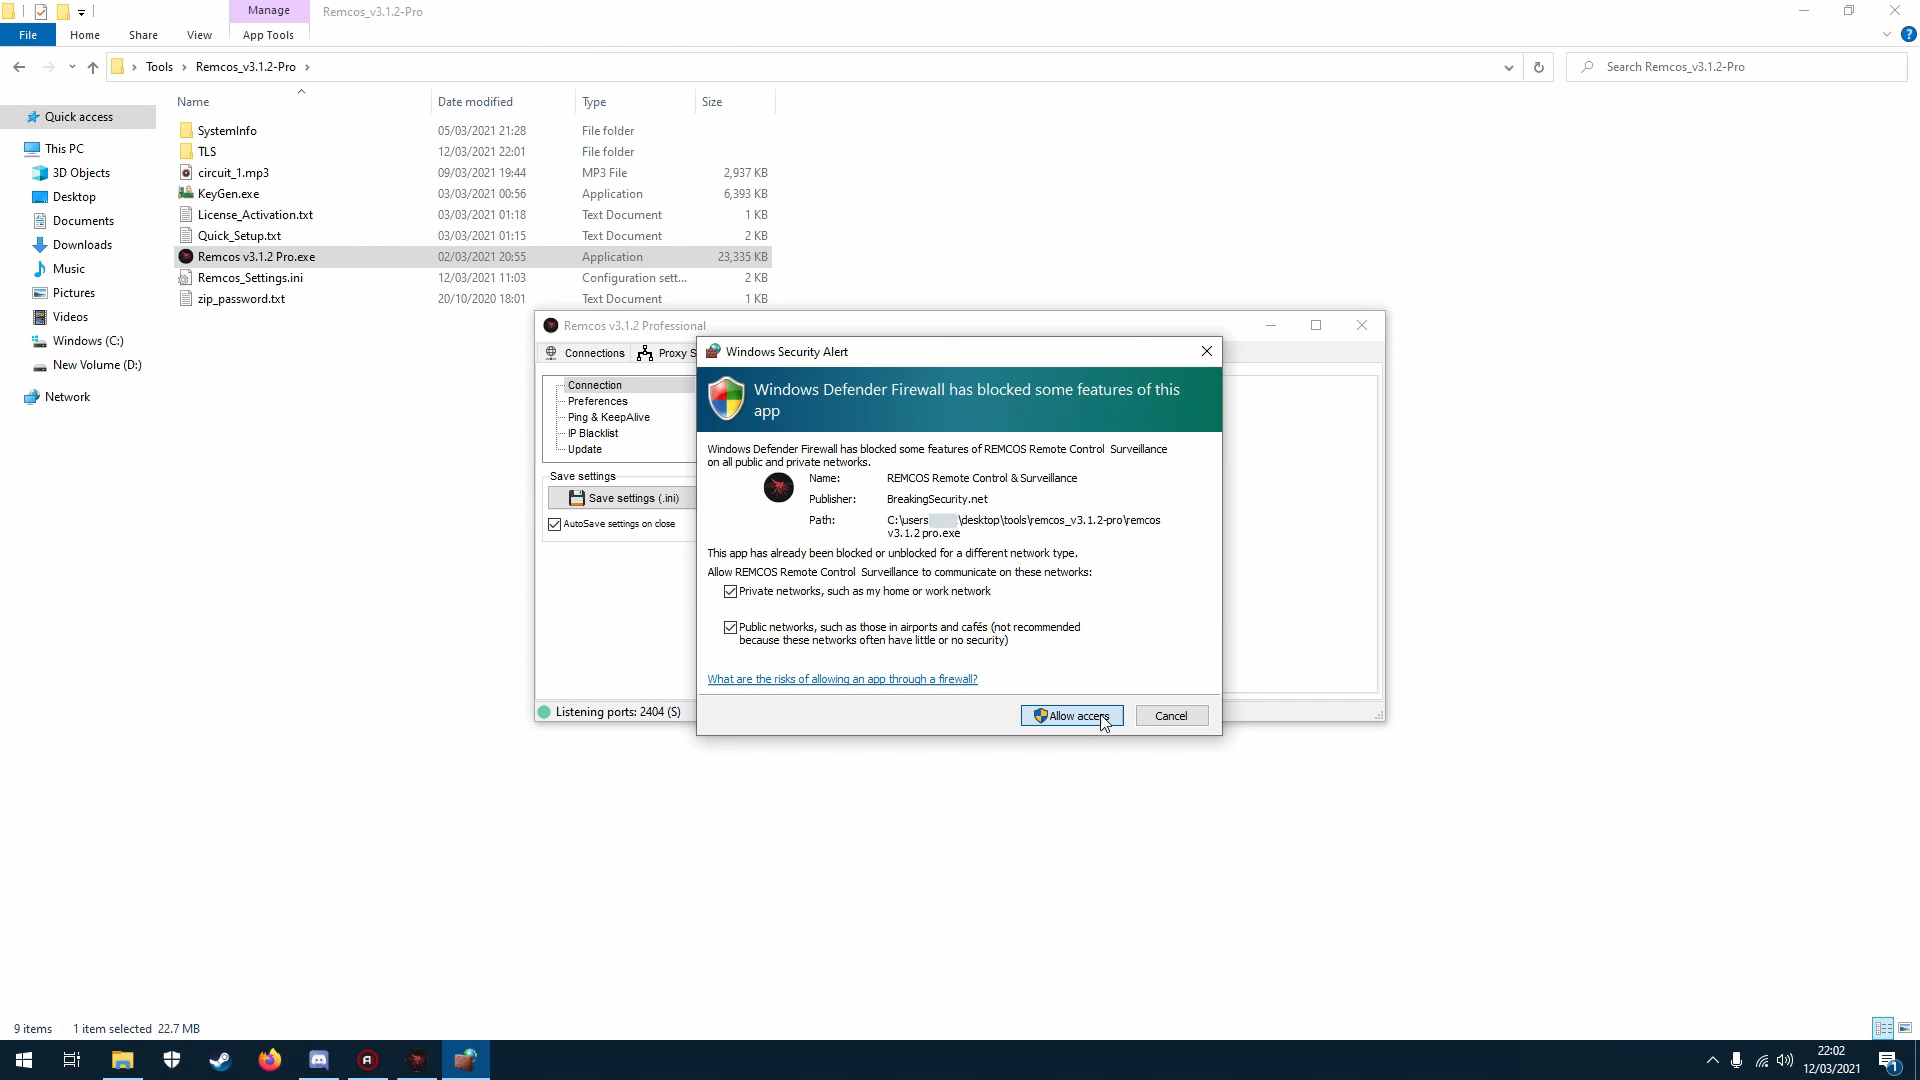 Manage
Remcos_v3.1.2-Pro
File
Home
Share
View
App Tools
Tools
Remcos_v3.1.2-Pro
Search Remcos_v3.1.2-Pro
Name
Date modified
Type
Size
Quick access
This PC
3D Objects
Desktop
Documents
Downloads
Music
Pictures
Videos
Windows (C:)
New Volume (D:)
Network
SystemInfo 05/03/2021 21:28 File folder
TLS 12/03/2021 22:01 File folder
circuit_1.mp3 09/03/2021 19:44 MP3 File 2,937 KB
KeyGen.exe 03/03/2021 00:56 Application 6,393 KB
License_Activation.txt 03/03/2021 01:18 Text Document 1 KB
Quick_Setup.txt 03/03/2021 01:15 Text Document 2 KB
Remcos v3.1.2 Pro.exe 02/03/2021 20:55 Application 23,335 KB
Remcos_Settings.ini 12/03/2021 11:03 Configuration sett... 2 KB
zip_password.txt 20/10/2020 18:01 Text Document 1 KB
Remcos v3.1.2 Professional
Connections
Proxy S
Connection
Preferences
Ping & KeepAlive
IP Blacklist
Update
Save settings
Save settings (.ini)
AutoSave settings on close
Listening ports: 2404 (S)
Windows Security Alert
Windows Defender Firewall has blocked some features of this
app
Windows Defender Firewall has blocked some features of REMCOS Remote Control Surveillance
on all public and private networks.
Name: REMCOS Remote Control & Surveillance
Publisher: BreakingSecurity.net
Path: C:\users \desktop\tools\remcos_v3.1.2-pro\remcos
v3.1.2 pro.exe
This app has already been blocked or unblocked for a different network type.
Allow REMCOS Remote Control Surveillance to communicate on these networks:
Private networks, such as my home or work network
Public networks, such as those in airports and cafés (not recommended
because these networks often have little or no security)
What are the risks of allowing an app through a firewall?
Allow access
Cancel
9 items
1 item selected 22.7 MB
22:02
12/03/2021
1